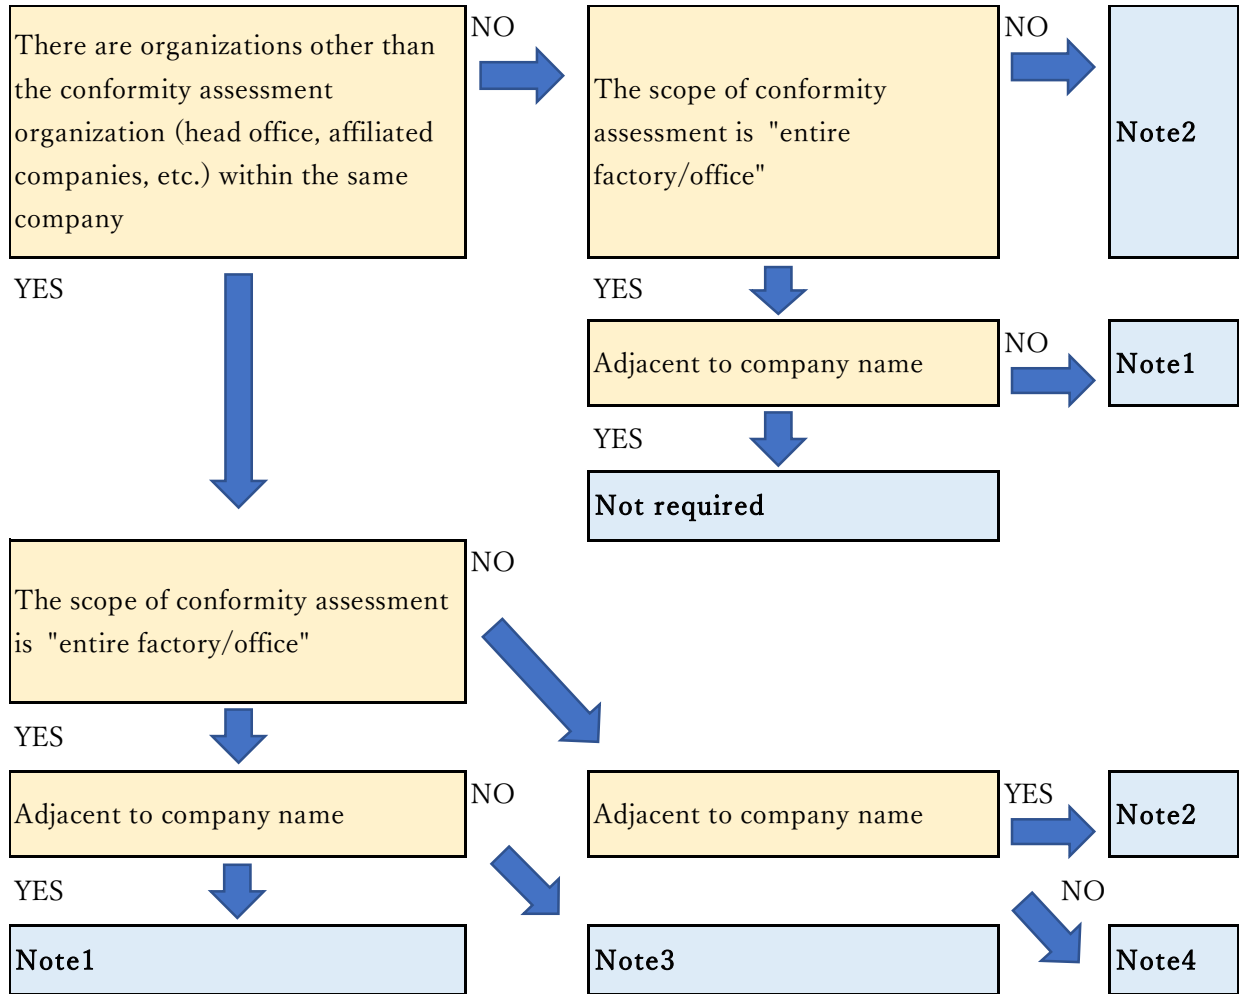 There are organizations other than
the conformity assessment
organization (head office, affiliated
companies, etc.) within the same
company
NO
The scope of conformity
assessment is "entire
factory/office"
NO
Note2
YES
YES
Adjacent to company name
NO
Note1
YES
Not required
The scope of conformity assessment
is "entire factory/office"
NO
YES
Adjacent to company name
NO
Adjacent to company name
YES
Note2
YES
NO
Note1
Note3
Note4